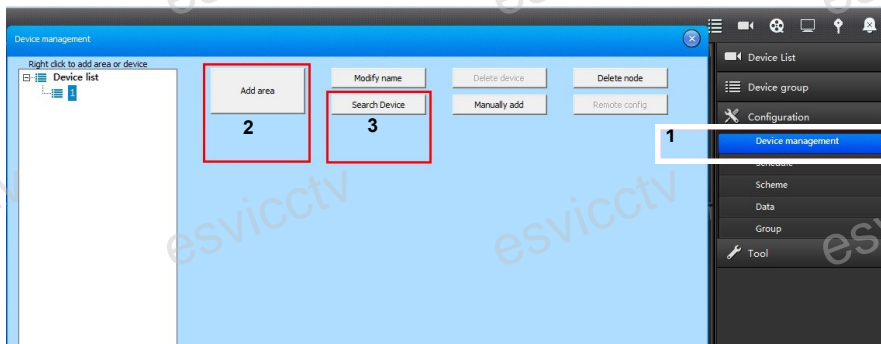 Device management
Right click to add area or device
Device list
1
Add area
Modify name
Delete device
Delete node
Search Device
Manually add
Remote config
2
3
1
Device List
Device group
Configuration
Device management
Schedule
Scheme
Data
Group
Tool
esvicctv
esvicctv